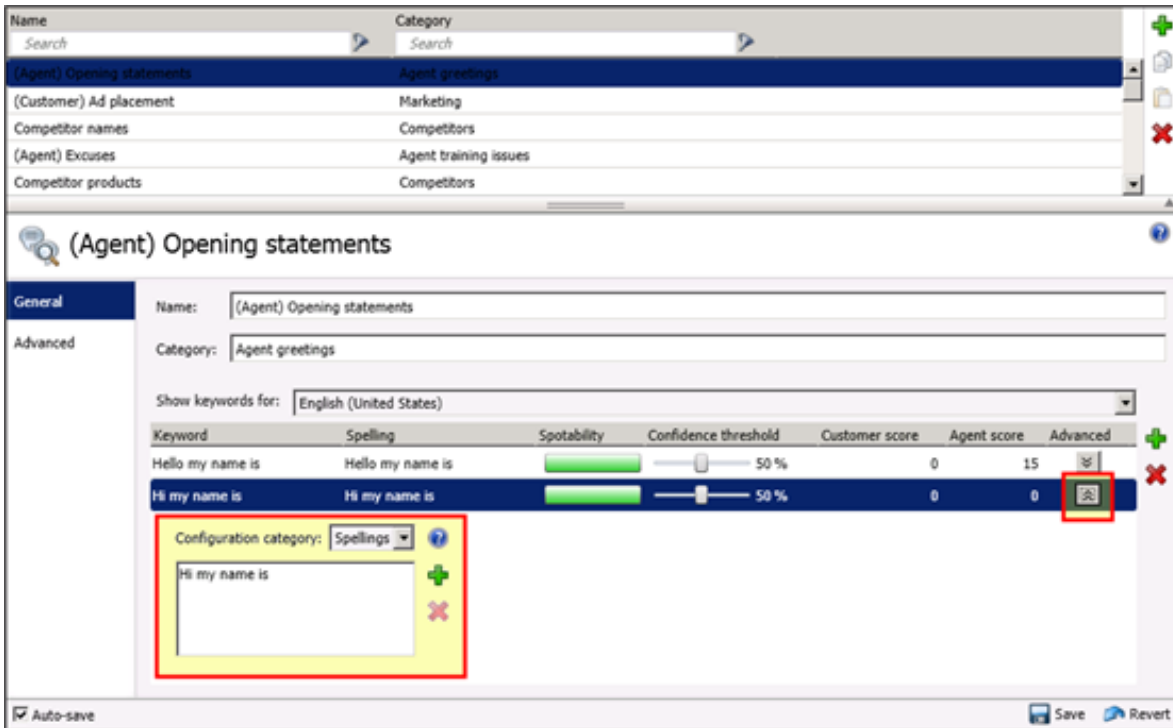 Name Category
Search Search
(Agent) Opening statements Agent greetings
(Customer) Ad placement Marketing
Competitor names Competitors
(Agent) Excuses Agent training issues
Competitor products Competitors
(Agent) Opening statements
General
Advanced
Name: (Agent) Opening statements
Category: Agent greetings
Show keywords for: English (United States)
Keyword Spelling Spotability Confidence threshold Customer score Agent score Advanced
Hello my name is Hello my name is 50 % 0 15
Hi my name is Hi my name is 50 % 0 0
Configuration category: Spellings
Hi my name is
Auto-save Save Revert